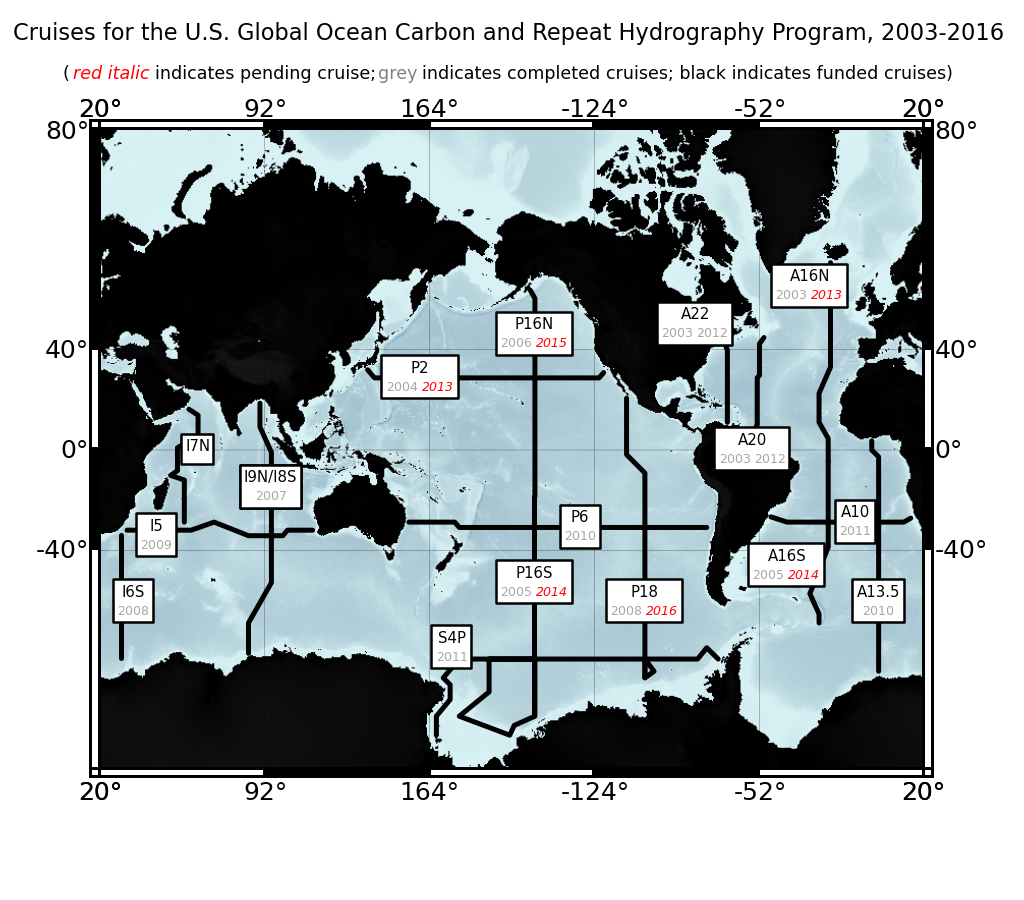 Cruises for the U.S. Global Ocean Carbon and Repeat Hydrography Program, 2003-2016
( red italic indicates pending cruise; grey indicates completed cruises; black indicates funded cruises)
20° 92° 164° -124° -52° 20°
80° 80°
A16N
2003 2013
A22
2003 2012
P16N
2006 2015
40° 40°
P2
2004 2013
I7N
A20
2003 2012
0° 0°
I9N/I8S
2007
A10
2011
P6
2010
I5
2009
-40° -40°
A16S
2005 2014
P16S
2005 2014
I6S
2008
P18
2008 2016
A13.5
2010
S4P
2011
20° 92° 164° -124° -52° 20°